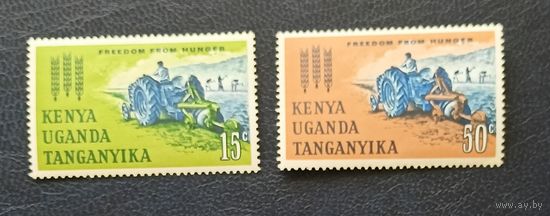 FREEDOM FROM HUNGER
KENYA
UGANDA
TANGANYIKA
15c
FREEDOM FROM HUNGER
KENYA
UGANDA
TANGANYIKA
50c
www.ay.by